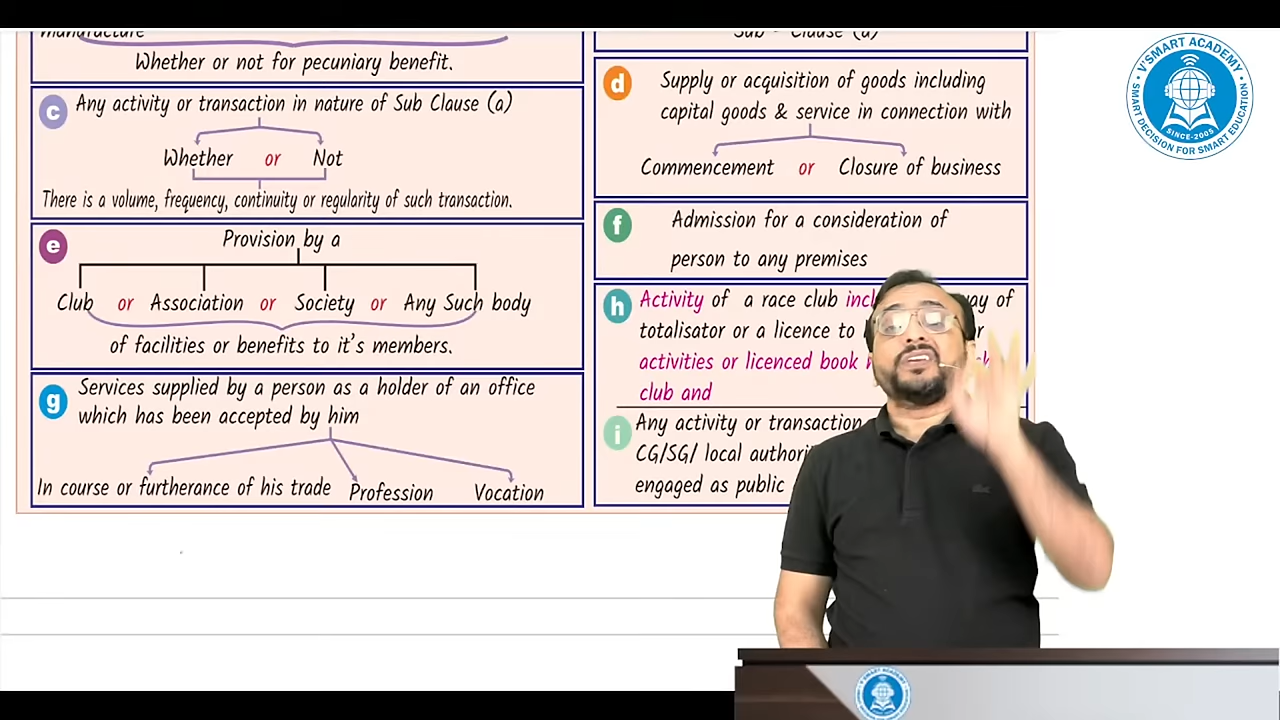 manufacture
Whether or not for pecuniary benefit.
c Any activity or transaction in nature of Sub Clause (a)
Whether or Not
There is a volume, frequency, continuity or regularity of such transaction.
e Provision by a
Club or Association or Society or Any Such body
of facilities or benefits to it's members.
g Services supplied by a person as a holder of an office
which has been accepted by him
In course or furtherance of his trade Profession Vocation
Sub - Clause (a)
d Supply or acquisition of goods including
capital goods & service in connection with
Commencement or Closure of business
f Admission for a consideration of
person to any premises
h Activity of a race club way of
totalisator or a licence to
activities or licenced book
club and
i Any activity or transaction
CG/SG/ local
engaged as public
V'SMART ACADEMY
SINCE-2005
SMART DECISION FOR SMART EDUCATION